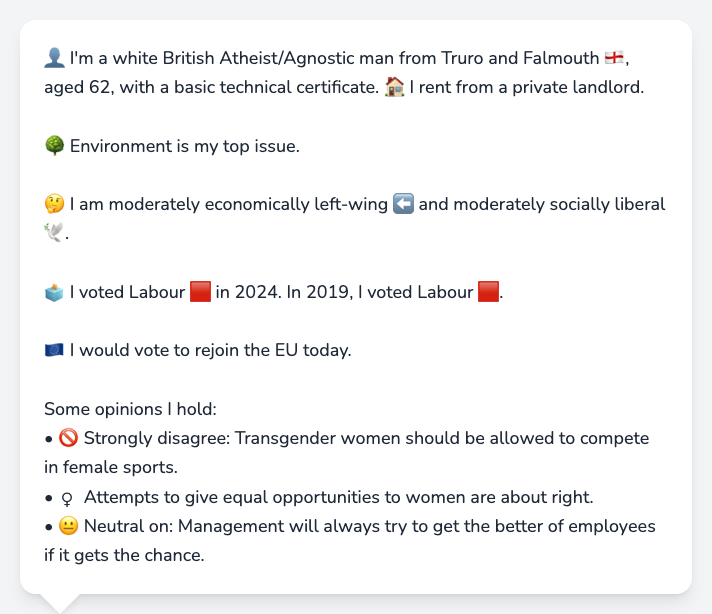 👤 I'm a white British Atheist/Agnostic man from Truro and Falmouth 🏴󠁧󠁢󠁥󠁮󠁧󠁿,
aged 62, with a basic technical certificate. 🏠 I rent from a private landlord.
🌳 Environment is my top issue.
🤔 I am moderately economically left-wing ⬅️ and moderately socially liberal
🕊️.
🗳️ I voted Labour 🟥 in 2024. In 2019, I voted Labour 🟥.
🇪🇺 I would vote to rejoin the EU today.
Some opinions I hold:
• 🚫 Strongly disagree: Transgender women should be allowed to compete
in female sports.
• ♀ Attempts to give equal opportunities to women are about right.
• 😐 Neutral on: Management will always try to get the better of employees
if it gets the chance.